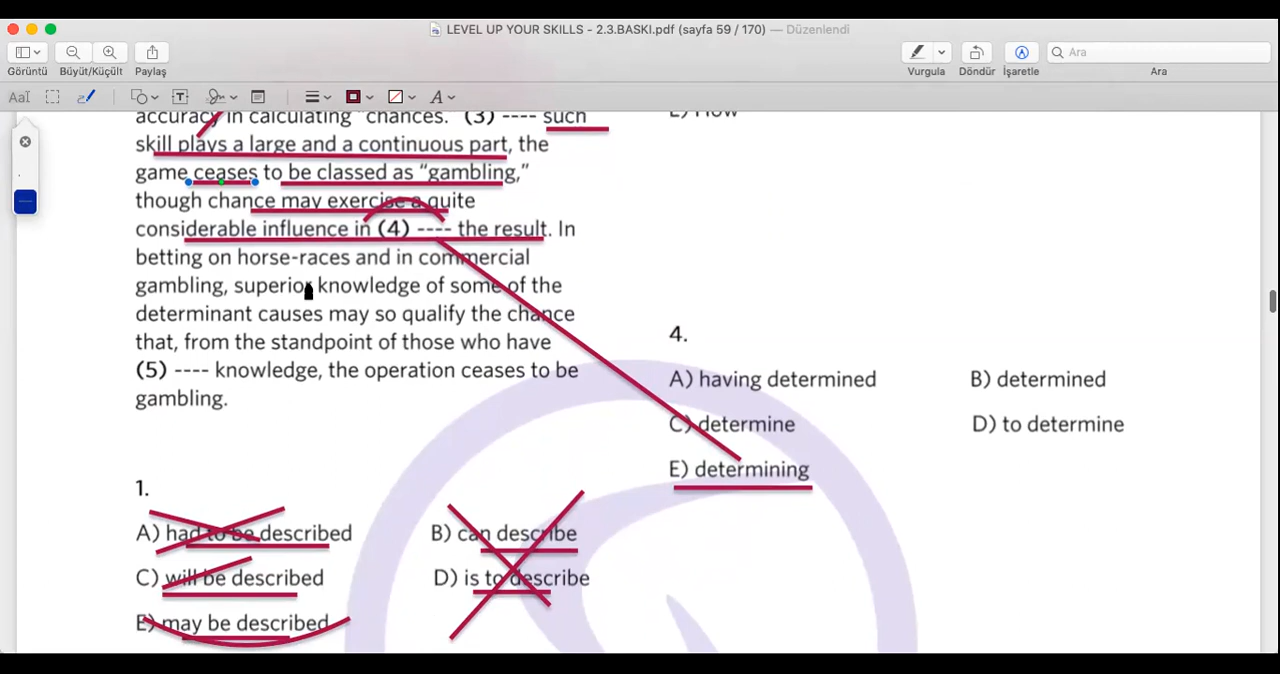 LEVEL UP YOUR SKILLS - 2.3.BASKI.pdf (sayfa 59 / 170) — Düzenlendi
Görüntü Büyüt/Küçült Paylaş Vurgula Döndür İşaretle Ara
Ara
accuracy in calculating "chances." (3) ---- such
skill plays a large and a continuous part, the
game ceases to be classed as "gambling,"
though chance may exercise a quite
considerable influence in (4) ---- the result. In
betting on horse-races and in commercial
gambling, superior knowledge of some of the
determinant causes may so qualify the chance
that, from the standpoint of those who have
(5) ---- knowledge, the operation ceases to be
gambling.
1.
A) had to be described B) can describe
C) will be described D) is to describe
E) may be described
E) How
4.
A) having determined B) determined
C) determine D) to determine
E) determining